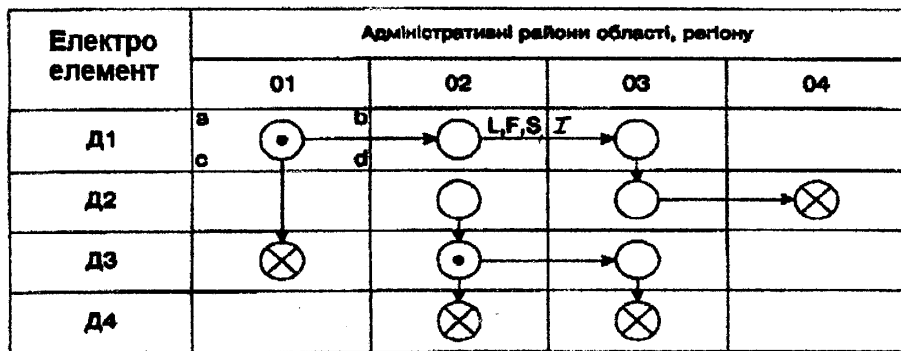 Електро
елемент
Адміністративні райони області, регіону
01 02 03 04
Д1
a b
c d
L,F,S, I
Д2
Д3
Д4